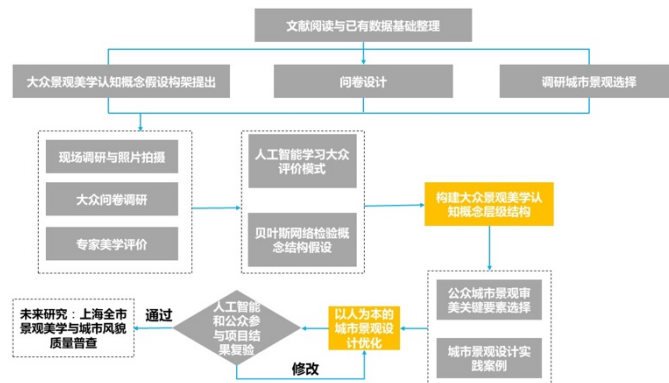 文献阅读与已有数据基础整理
大众景观美学认知概念假设构架提出
问卷设计
调研城市景观选择
现场调研与照片拍摄
大众问卷调研
专家美学评价
人工智能学习大众
评价模式
贝叶斯网络检验概
念结构假设
构建大众景观美学认
知概念层级结构
公众城市景观审
美关键要素选择
城市景观设计实
践案例
以人为本的
城市景观设
计优化
人工智能
和公众参
与项目结
果复验
修改
通过
未来研究：上海全市
景观美学与城市风貌
质量普查